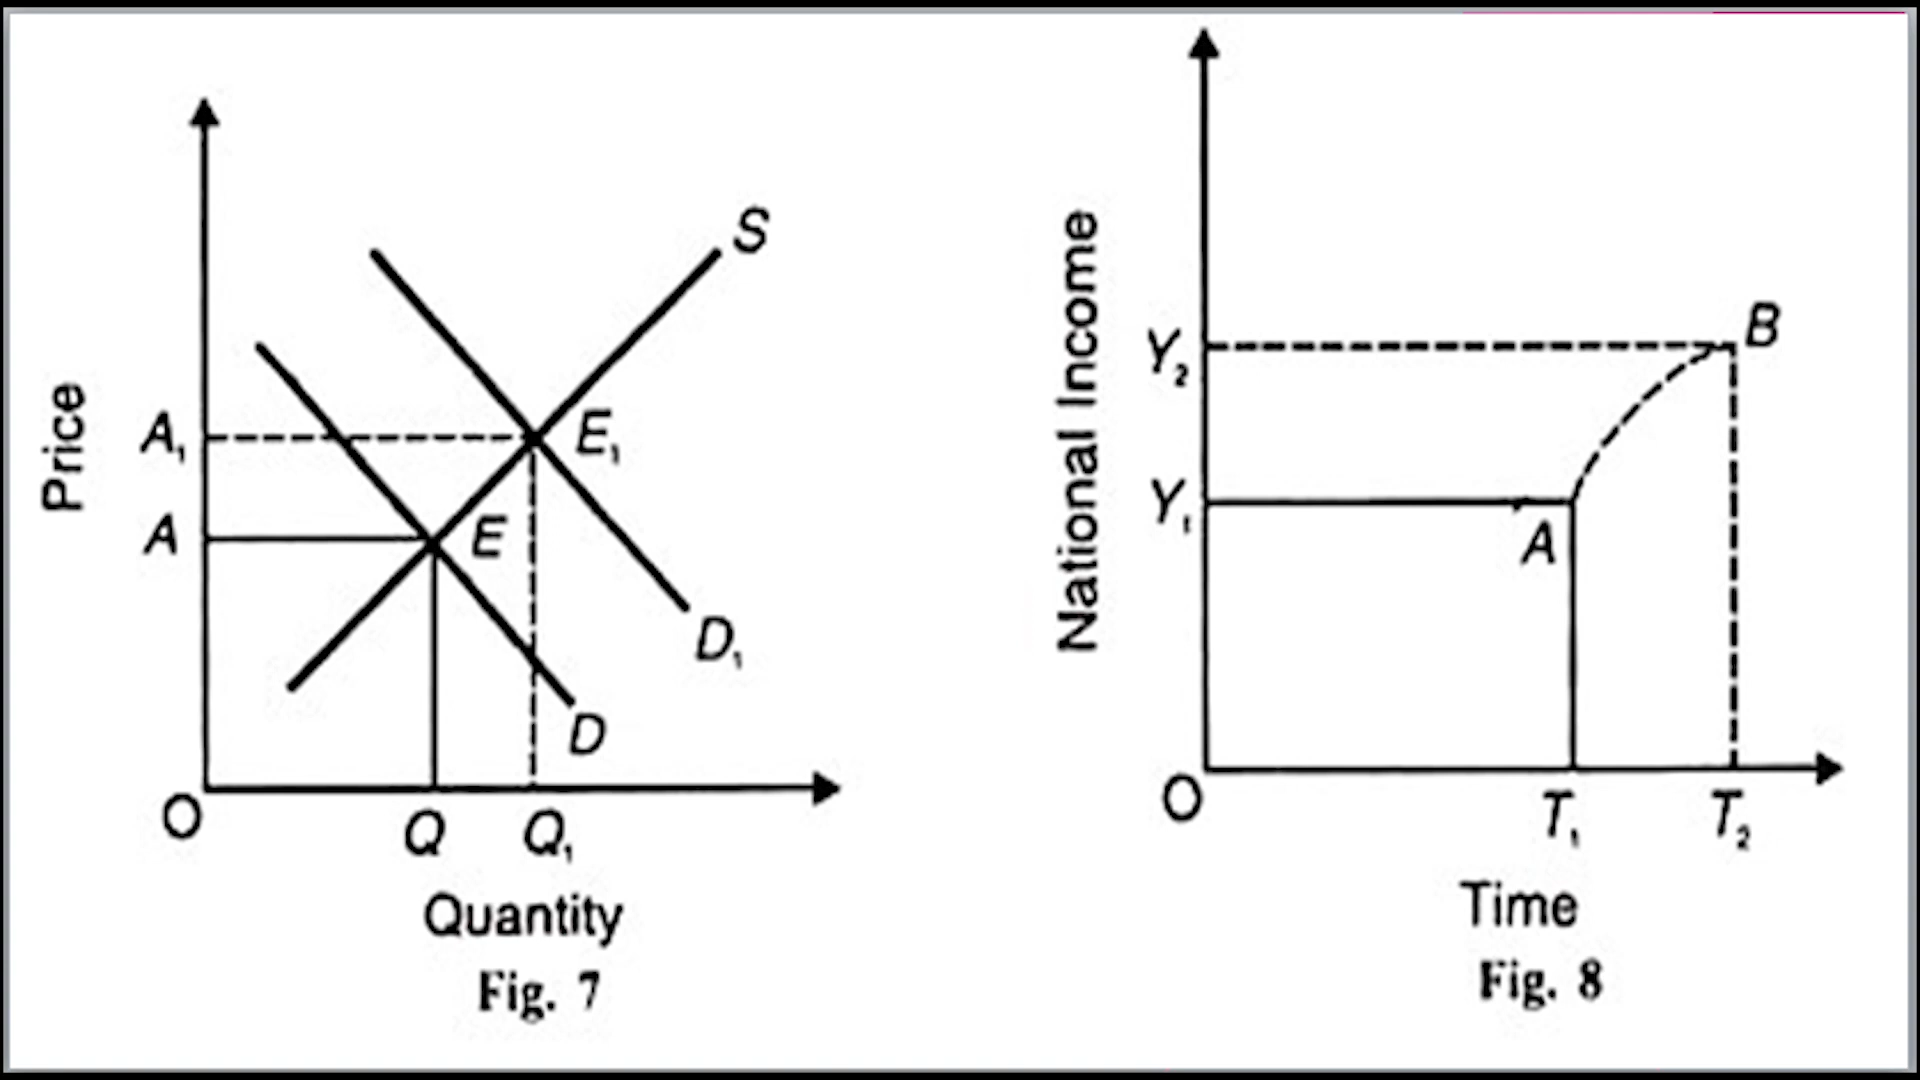 S
Price
A₁
E₁
A
E
D₁
D
O
Q
Q₁
Quantity
Fig. 7
National Income
Y₂
B
Y₁
A
O
T₁
T₂
Time
Fig. 8